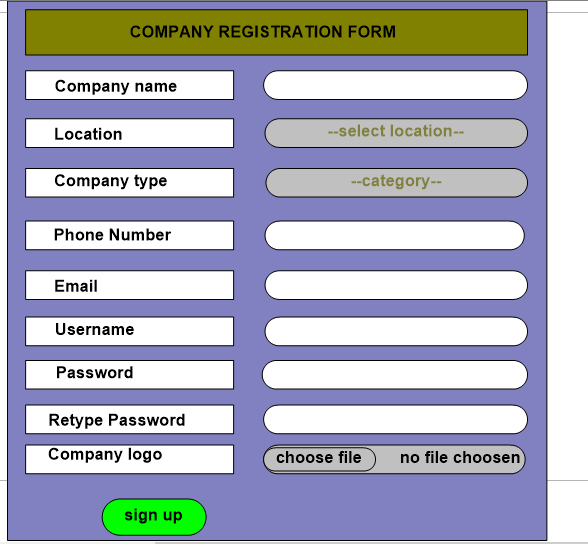 COMPANY REGISTRATION FORM
Company name
Location --select location--
Company type --category--
Phone Number
Email
Username
Password
Retype Password
Company logo choose file no file choosen
sign up